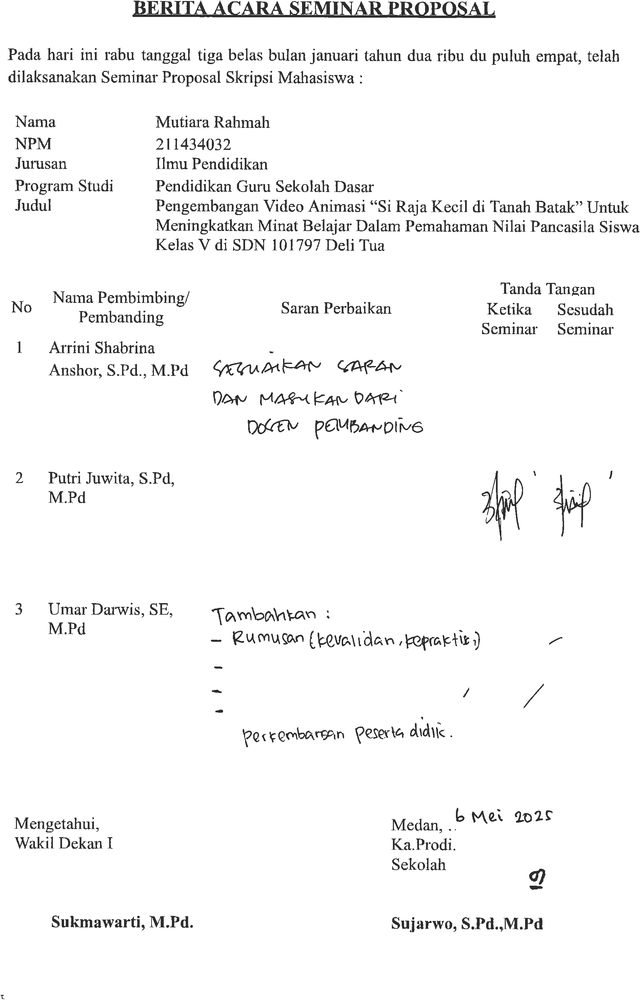 BERITA ACARA SEMINAR PROPOSAL
Pada hari ini rabu tanggal tiga belas bulan januari tahun dua ribu du puluh empat, telah
dilaksanakan Seminar Proposal Skripsi Mahasiswa :
Nama Mutiara Rahmah
NPM 211434032
Jurusan Ilmu Pendidikan
Program Studi Pendidikan Guru Sekolah Dasar
Judul Pengembangan Video Animasi “Si Raja Kecil di Tanah Batak” Untuk
Meningkatkan Minat Belajar Dalam Pemahaman Nilai Pancasila Siswa
Kelas V di SDN 101797 Deli Tua
No Nama Pembimbing/
Pembanding
Saran Perbaikan
Tanda Tangan
Ketika Sesudah
Seminar Seminar
1 Arrini Shabrina
Anshor, S.Pd., M.Pd
SESUAIKAN SARAN
DAN MASUKAN DARI
DOSEN PEMBANDING
2 Putri Juwita, S.Pd,
M.Pd
3 Umar Darwis, SE,
M.Pd
Tambahkan :
- Rumusan (kevalidan, kepraktis,)
-
-
-
perkembangan peserta didik.
Mengetahui,
Wakil Dekan I
Medan, .. 6 Mei 2025
Ka.Prodi.
Sekolah
Sukmawarti, M.Pd.
Sujarwo, S.Pd.,M.Pd